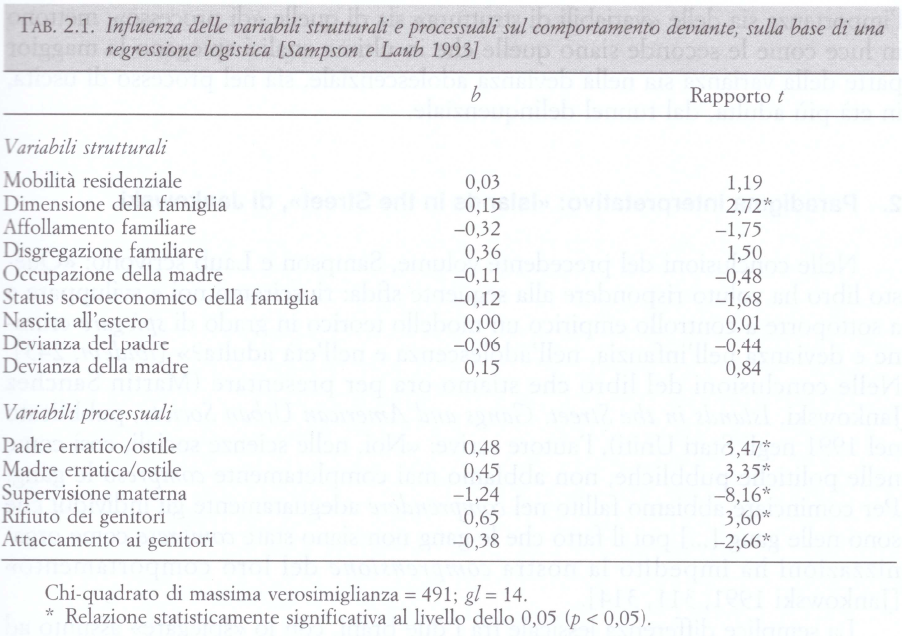 TAB. 2.1. Influenza delle variabili strutturali e processuali sul comportamento deviante, sulla base di una
regressione logistica [Sampson e Laub 1993]
b Rapporto t
Variabili strutturali
Mobilità residenziale 0,03 1,19
Dimensione della famiglia 0,15 2,72*
Affollamento familiare –0,32 –1,75
Disgregazione familiare 0,36 1,50
Occupazione della madre –0,11 –0,48
Status socioeconomico della famiglia –0,12 –1,68
Nascita all'estero 0,00 0,01
Devianza del padre –0,06 –0,44
Devianza della madre 0,15 0,84
Variabili processuali
Padre erratico/ostile 0,48 3,47*
Madre erratica/ostile 0,45 3,35*
Supervisione materna –1,24 –8,16*
Rifiuto dei genitori 0,65 3,60*
Attaccamento ai genitori –0,38 –2,66*
Chi-quadrato di massima verosimiglianza = 491; gl = 14.
* Relazione statisticamente significativa al livello dello 0,05 (p < 0,05).